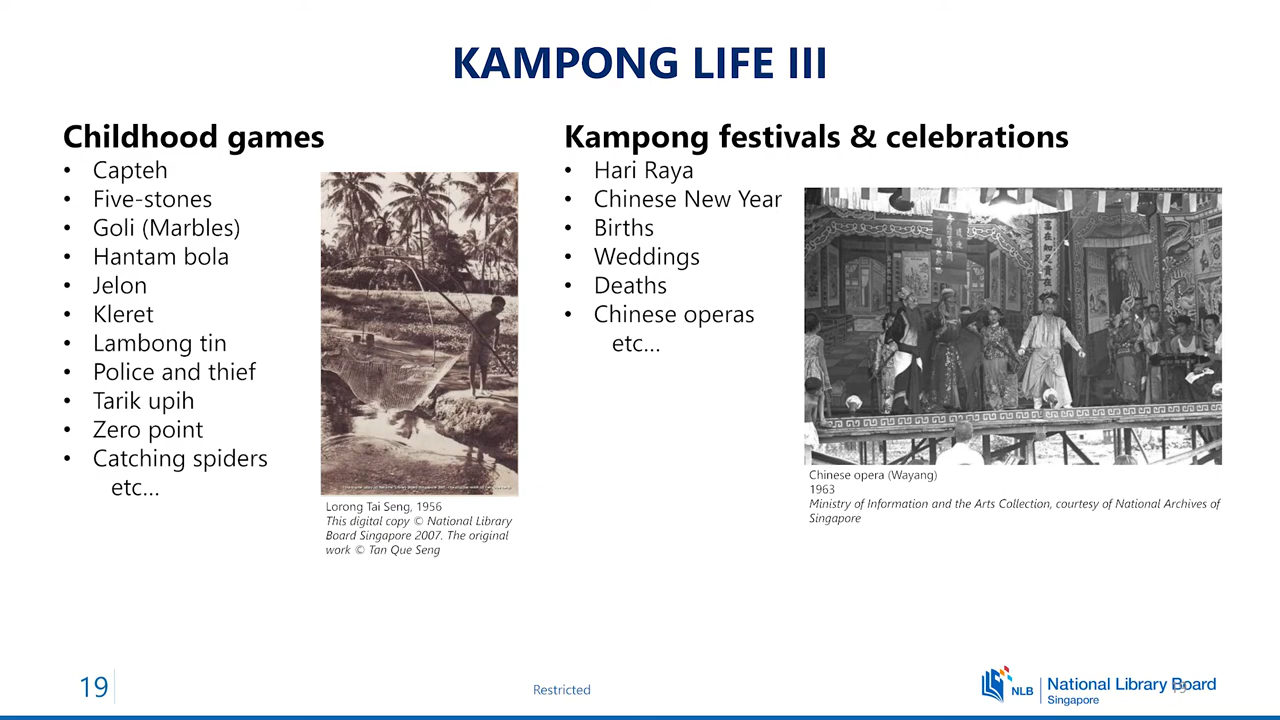 KAMPONG LIFE III
Childhood games
• Capteh
• Five-stones
• Goli (Marbles)
• Hantam bola
• Jelon
• Kleret
• Lambong tin
• Police and thief
• Tarik upih
• Zero point
• Catching spiders
etc...
Lorong Tai Seng, 1956
This digital copy © National Library
Board Singapore 2007. The original
work © Tan Que Seng
Kampong festivals & celebrations
• Hari Raya
• Chinese New Year
• Births
• Weddings
• Deaths
• Chinese operas
etc...
Chinese opera (Wayang)
1963
Ministry of Information and the Arts Collection, courtesy of National Archives of
Singapore
19
Restricted
NLB
National Library Board
Singapore
19